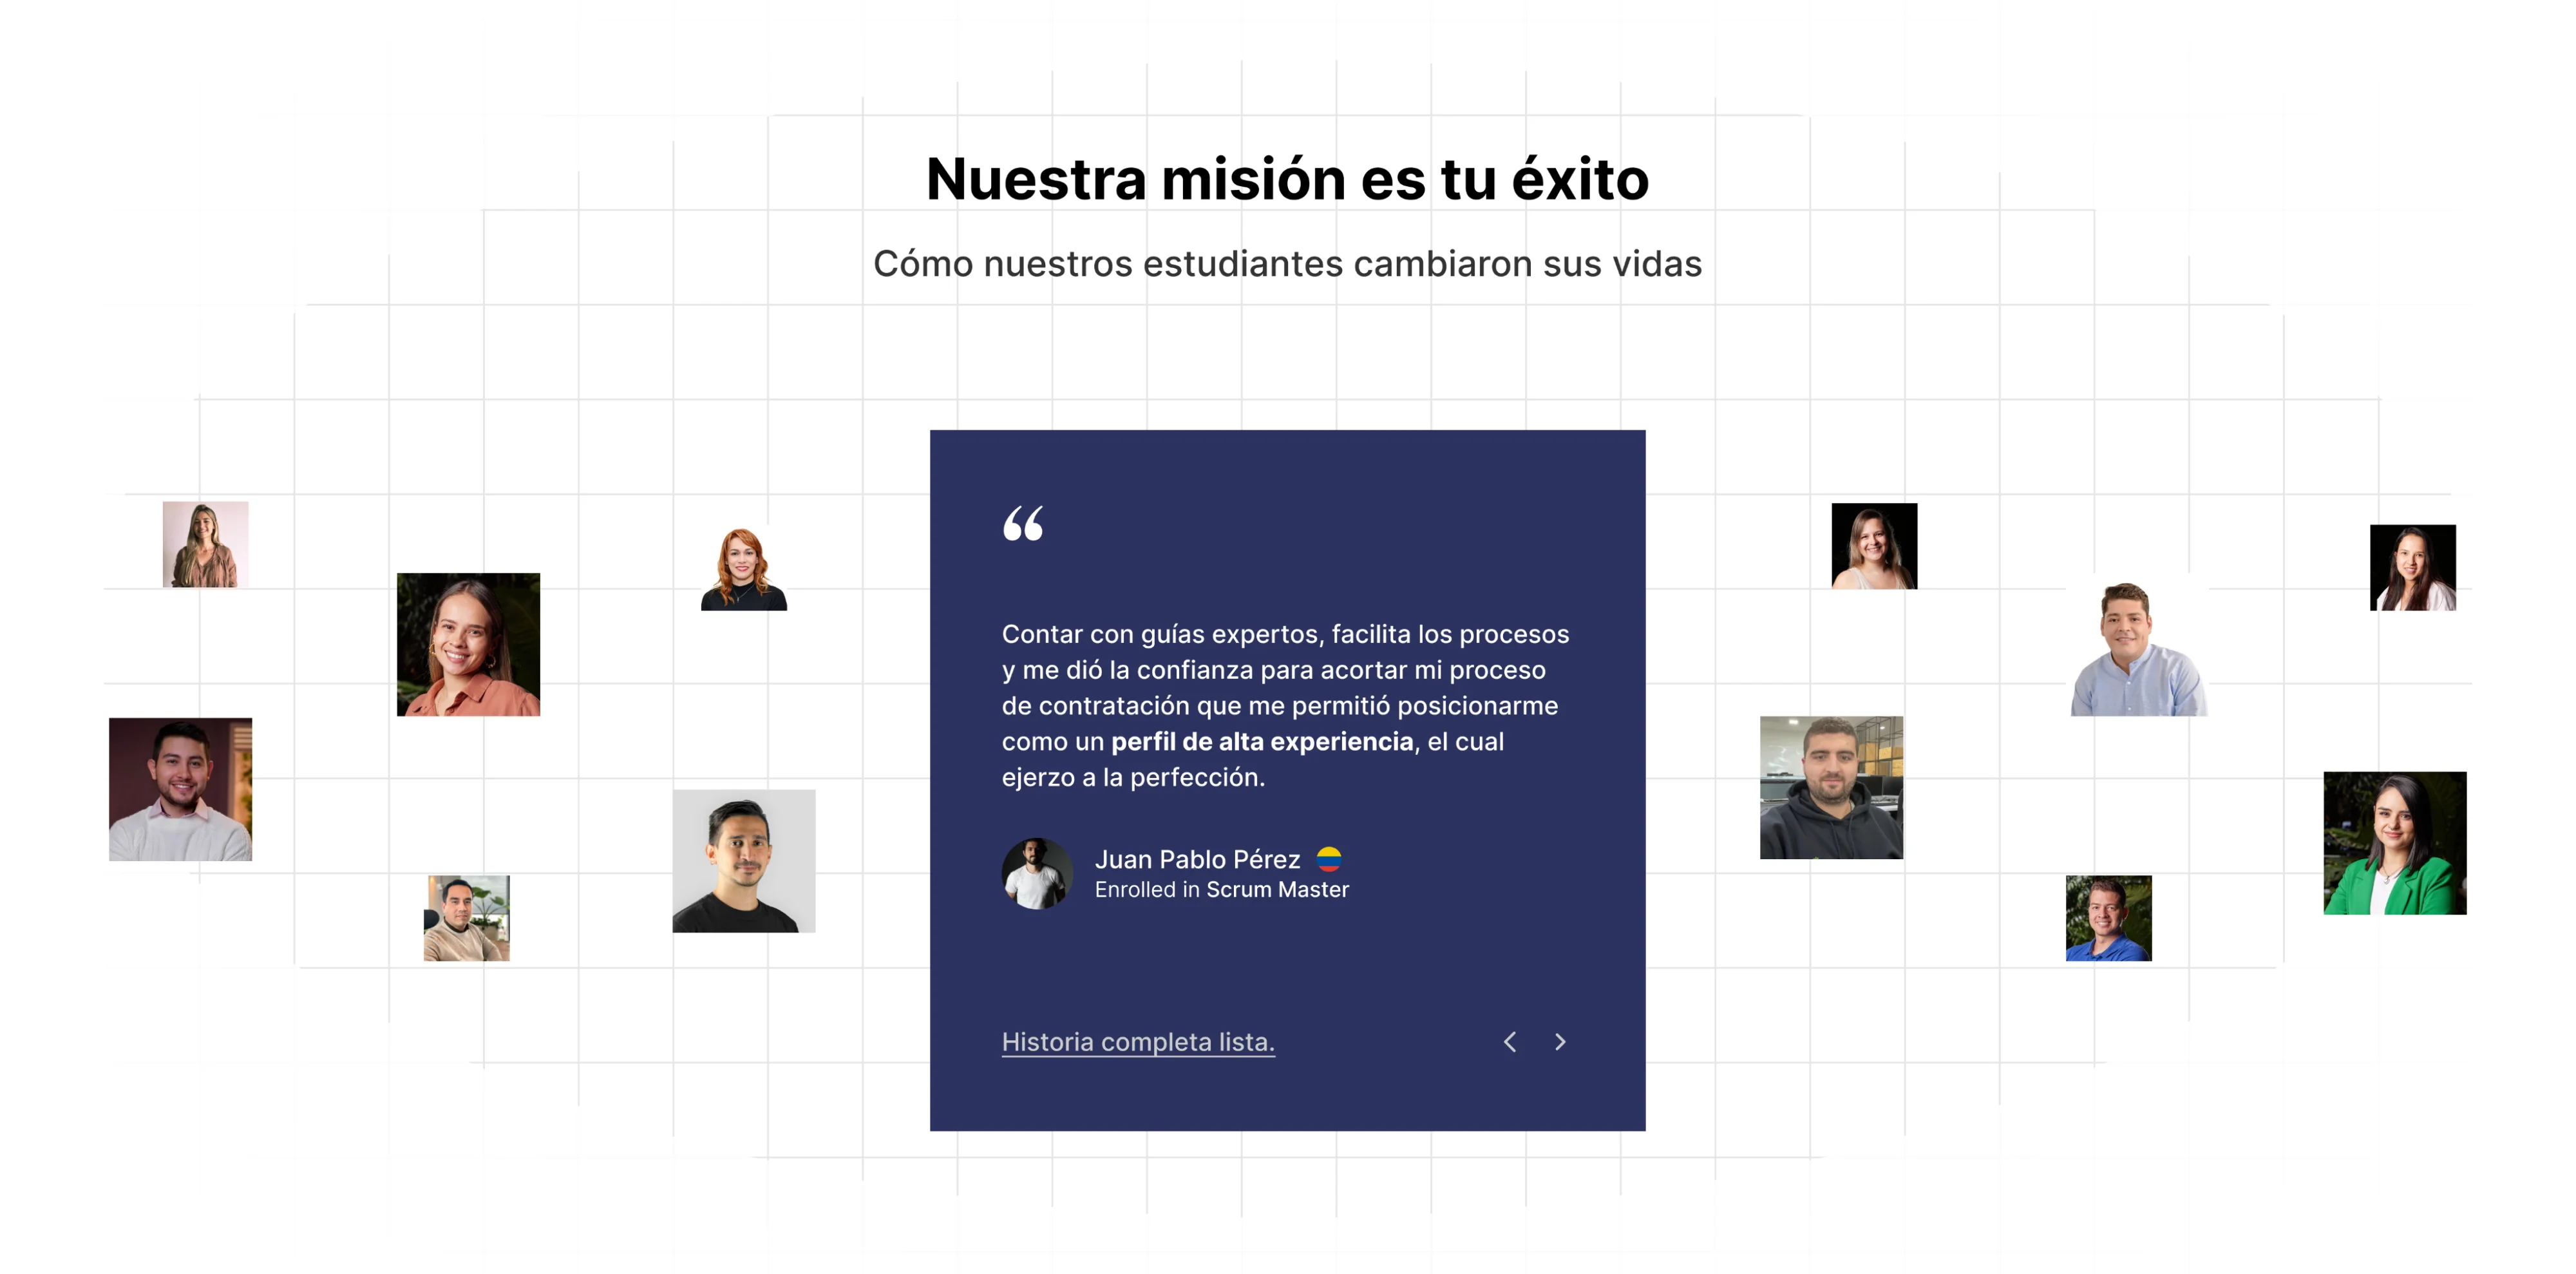 Nuestra misión es tu éxito
Cómo nuestros estudiantes cambiaron sus vidas
“
Contar con guías expertos, facilita los procesos
y me dió la confianza para acortar mi proceso
de contratación que me permitió posicionarme
como un perfil de alta experiencia, el cual
ejerzo a la perfección.
Juan Pablo Pérez
Enrolled in Scrum Master
Historia completa lista.